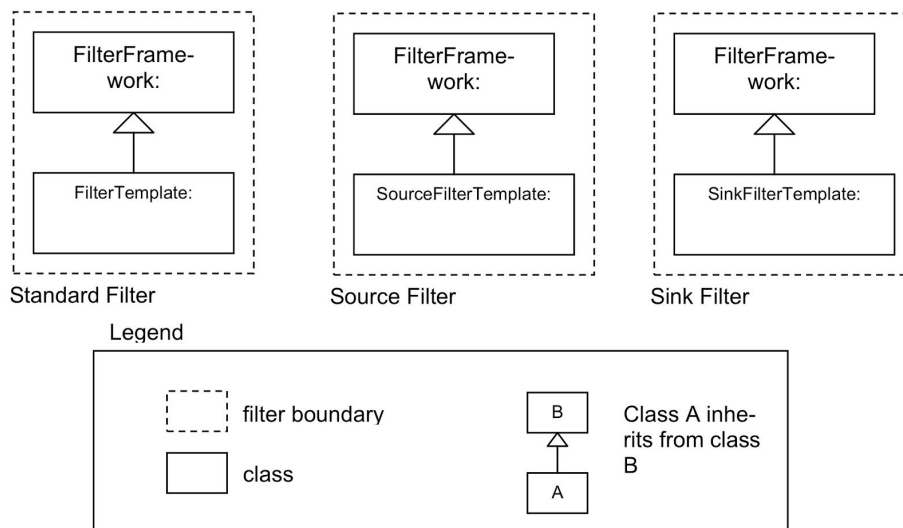 FilterFrame-
work:
FilterTemplate:
Standard Filter
FilterFrame-
work:
SourceFilterTemplate:
Source Filter
FilterFrame-
work:
SinkFilterTemplate:
Sink Filter
Legend
filter boundary
class
B
A
Class A inhe-
rits from class
B